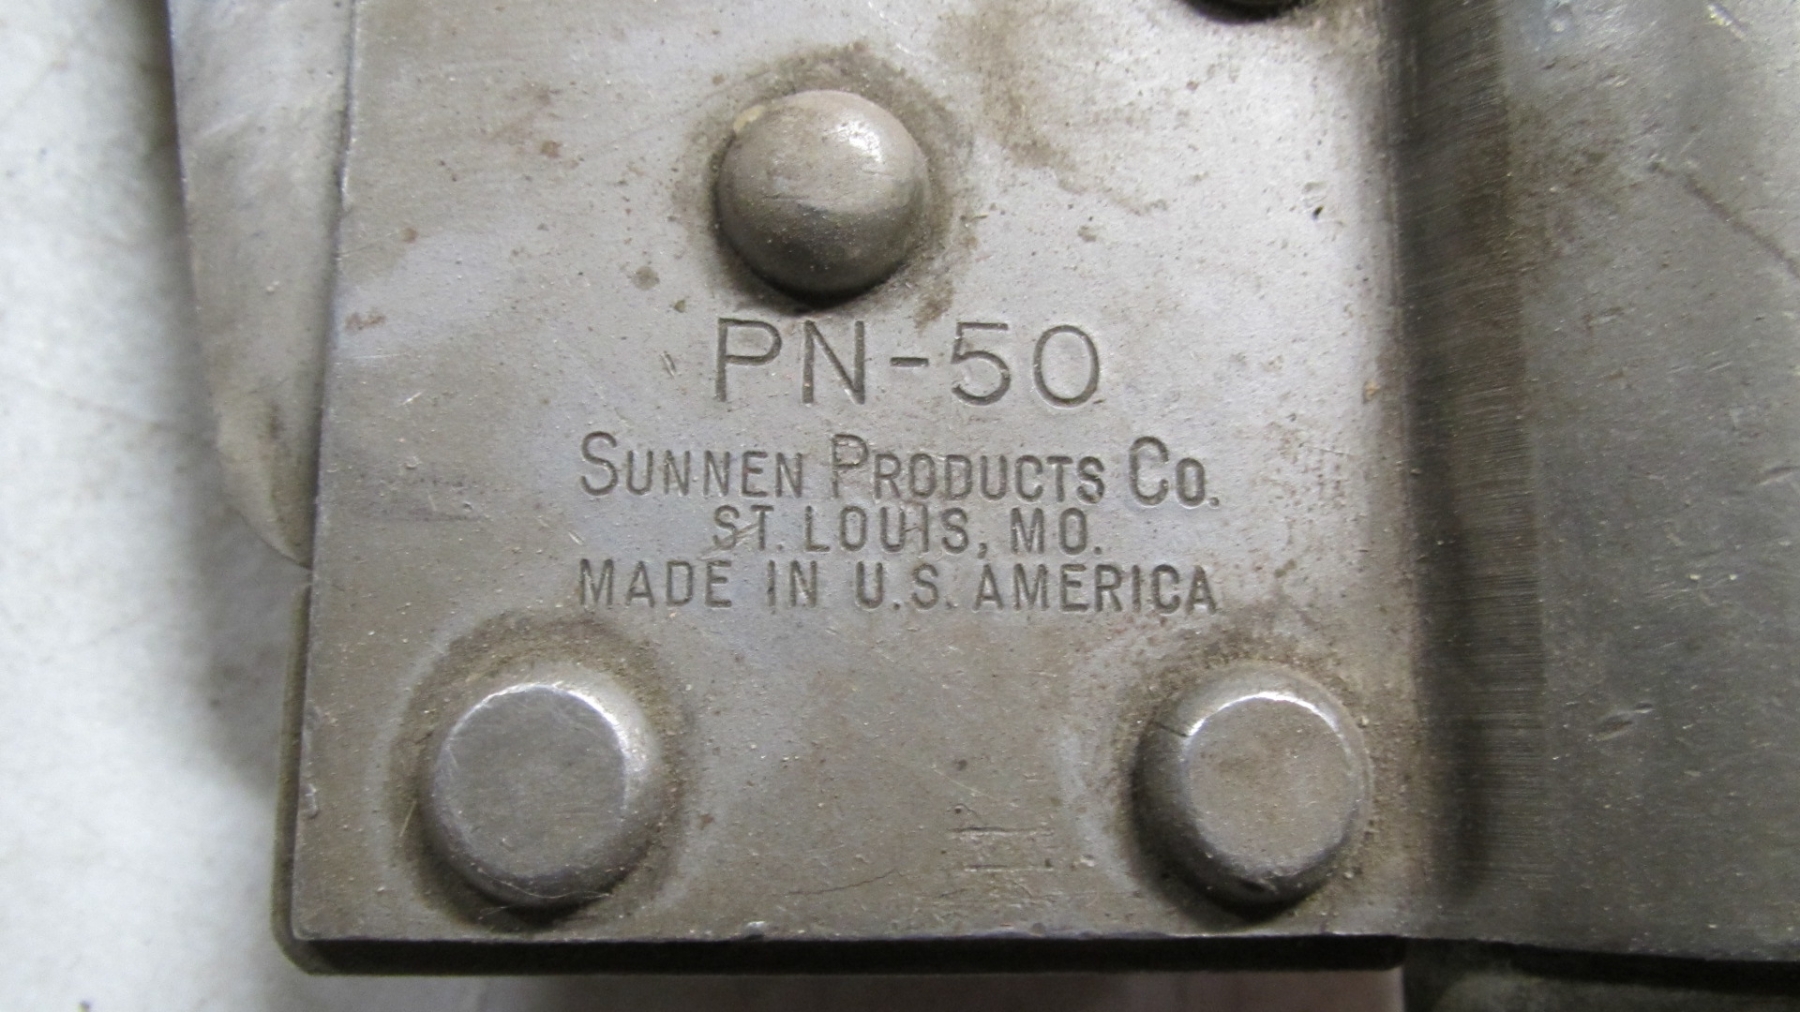 PN-50
SUNNEN PRODUCTS CO.
ST. LOUIS, MO.
MADE IN U.S. AMERICA